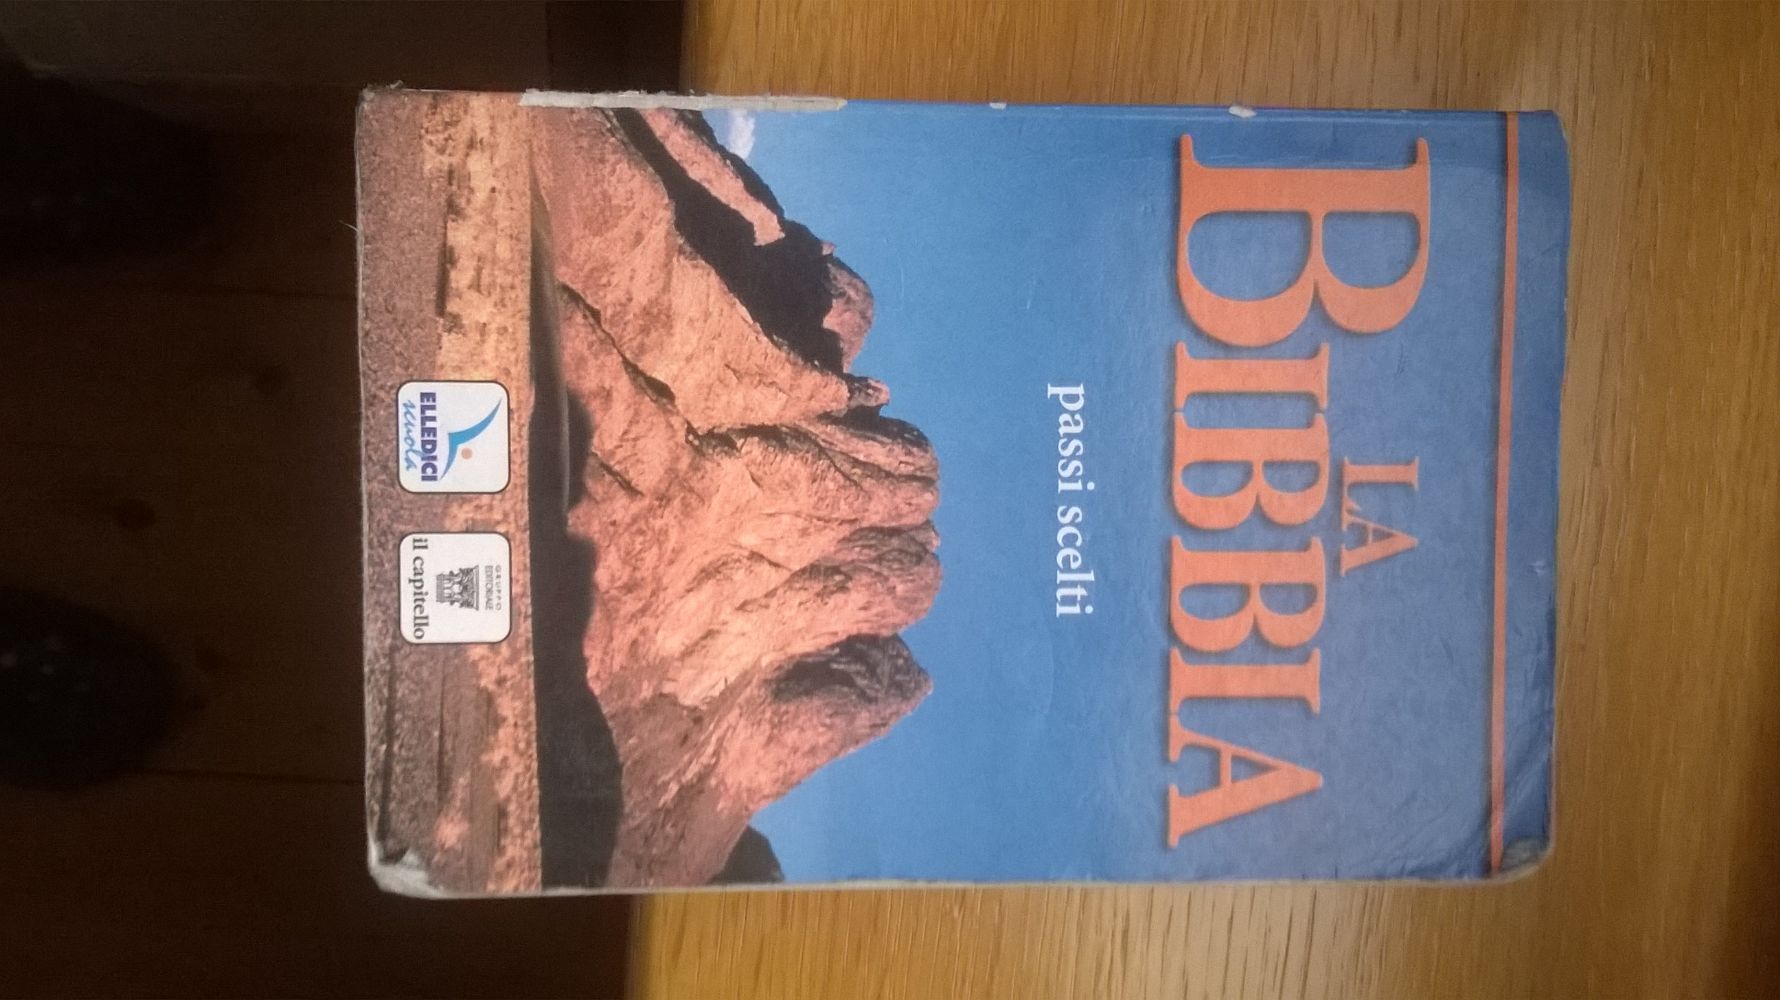 LA
BIBBIA
passi scelti
ELLEDICI
scuola
GRUPPO
EDITORIALE
il capitello